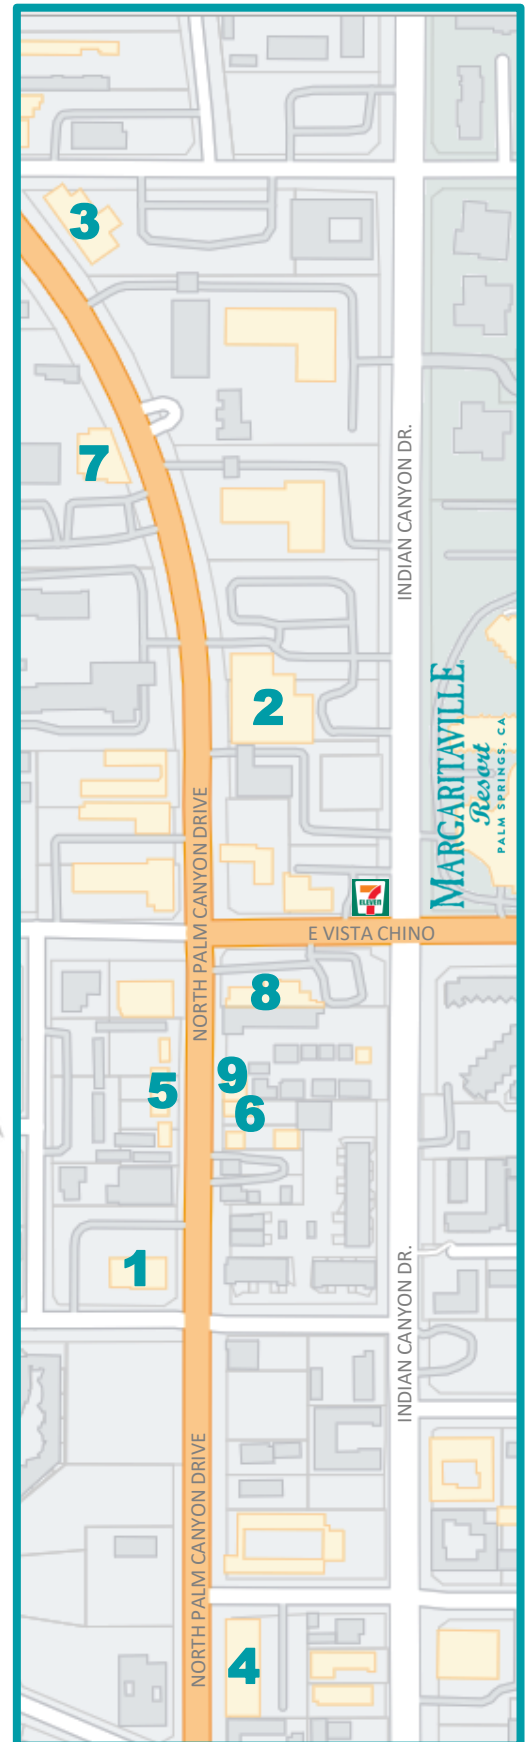 3
INDIAN CANYON DR.
7
2
MARGARITAVILLE
Resort
PALM SPRINGS, CA
NORTH PALM CANYON DRIVE
7
ELEVEN
E VISTA CHINO
8
9
5
6
1
INDIAN CANYON DR.
NORTH PALM CANYON DRIVE
4